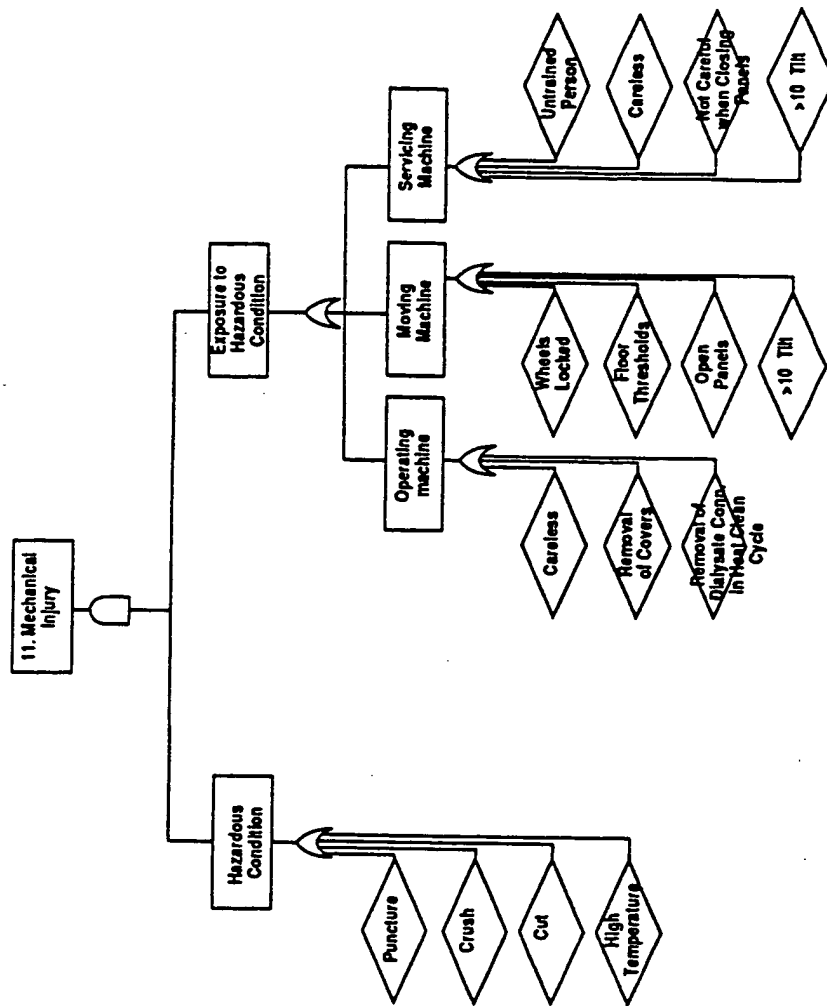 11. Mechanical
Injury
Hazardous
Condition
Exposure to
Hazardous
Condition
Puncture
Crush
Cut
High
Temperature
Operating
machine
Moving
Machine
Servicing
Machine
Careless
Removal
of Covers
Removal of
Dialysate Conn.
in Heat Clean
Cycle
Wheels
Locked
Floor
Thresholds
Open
Panels
>10 Tilt
Untrained
Person
Careless
Not Careful
when Closing
Panels
>10 Tilt